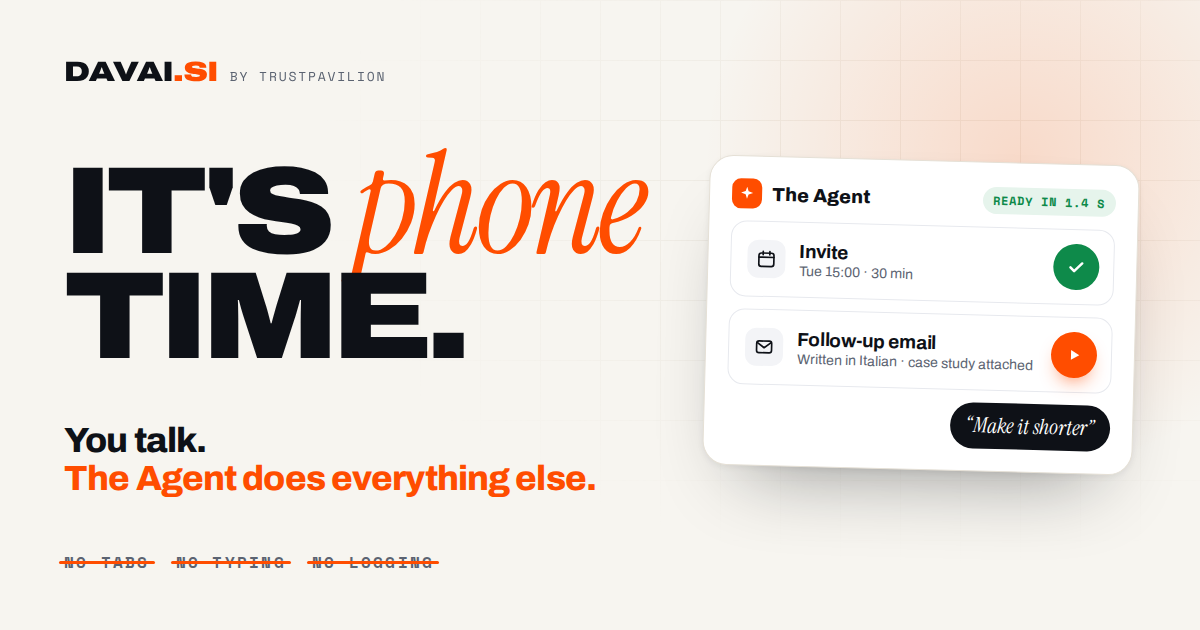 DAVAI.SI BY TRUSTPAVILION
IT'S phone
TIME.
You talk.
The Agent does everything else.
NO TABS NO TYPING NO LOGGING
The Agent
READY IN 1.4 S
Invite
Tue 15:00 · 30 min
Follow-up email
Written in Italian · case study attached
“Make it shorter”